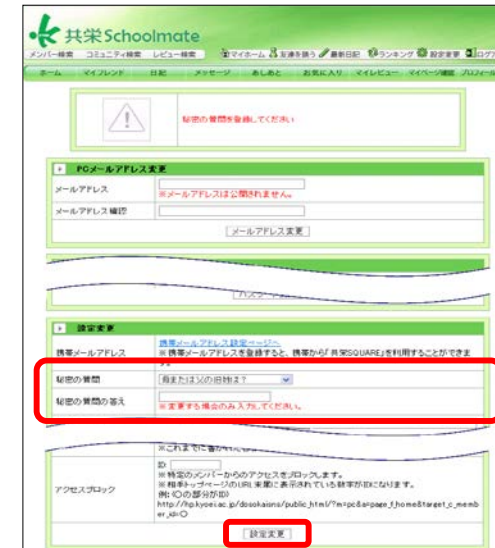 共栄Schoolmate
メンバー検索 コミュニティ検索 レビュー検索 マイホーム 友達を誘う 最新日記 ランキング 設定変更 ログア
ホーム マイフレンド 日記 メッセージ あしあと お気に入り マイレビュー マイページ確認 プロフィール
秘密の質問を登録してください
PCメールアドレス変更
メールアドレス
※メールアドレスは公開されません。
メールアドレス確認
メールアドレス変更
設定変更
携帯メールアドレス設定ページへ
携帯メールアドレス
※携帯メールアドレスを登録すると、携帯から「共栄SQUARE」を利用することができま
す。
秘密の質問
母または父の旧姓は？
秘密の質問の答え
※変更する場合のみ入力してください。
ID:
※特定のメンバーからのアクセスをブロックします。
※相手トップページのURL末尾に表示されている数字がIDになります。
アクセスブロック
例：(○の部分がID)
http://hp.kyoei.ac.jp/dosokaisns/public_html/?m=pc&a=page_f_home&target_c_memb
er_id=○
設定変更